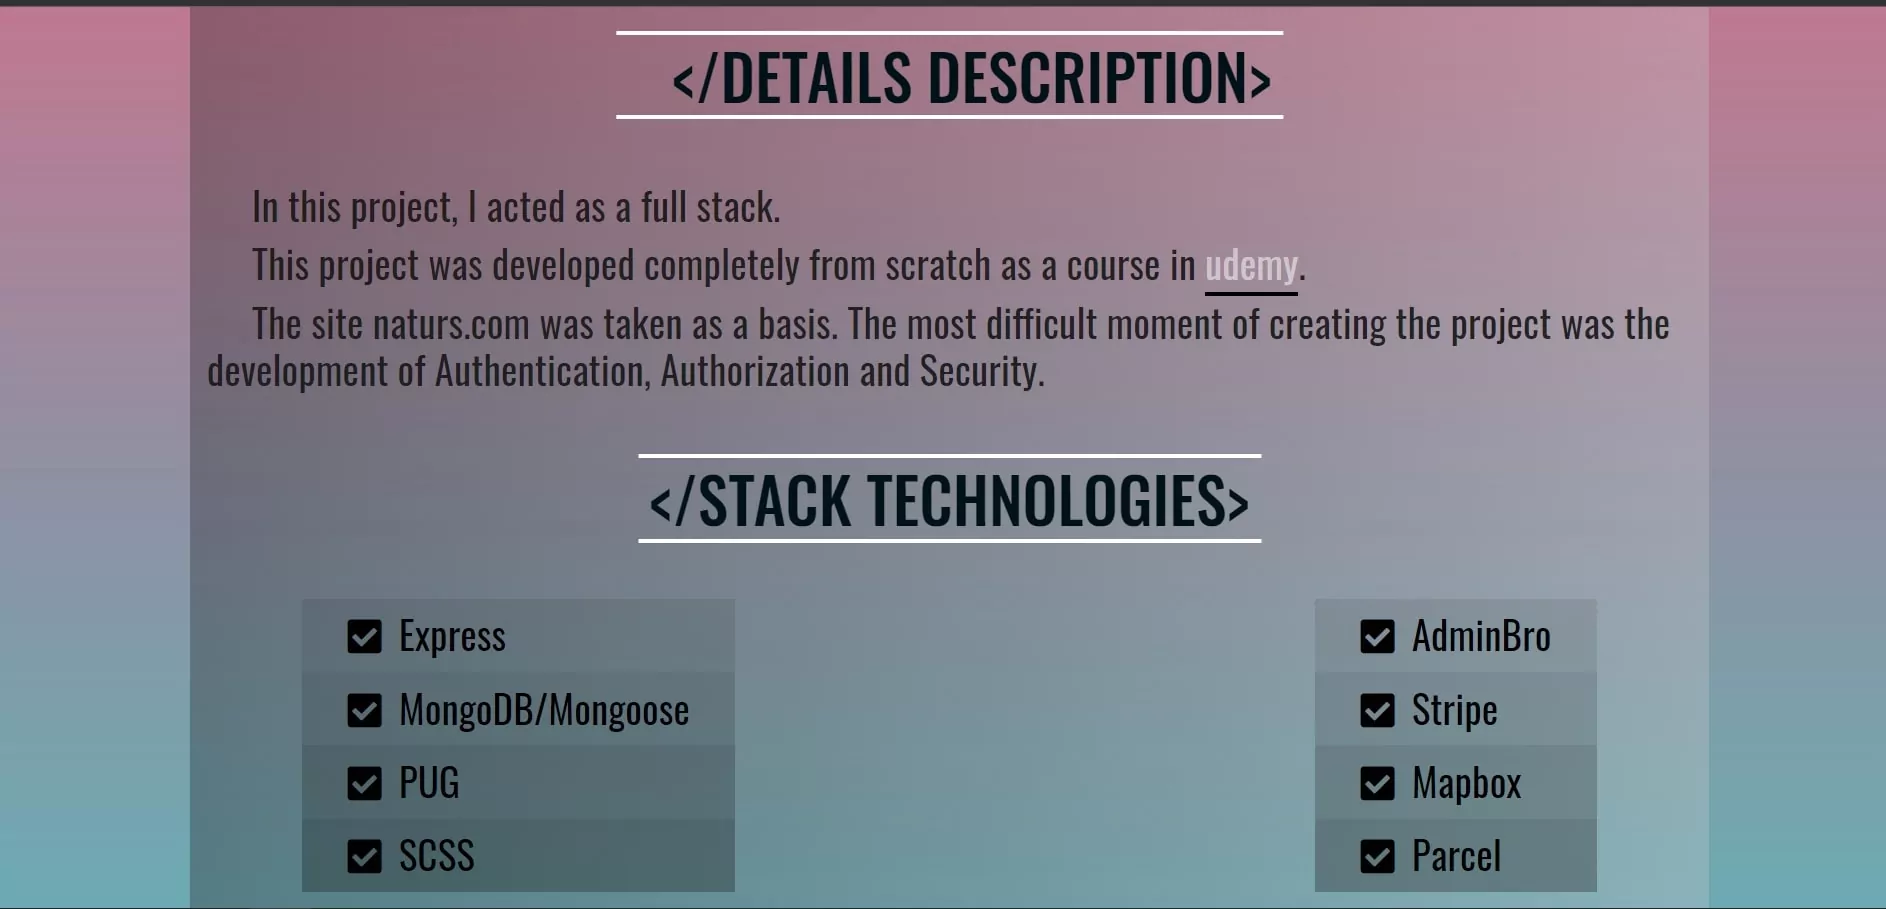 </DETAILS DESCRIPTION>
In this project, I acted as a full stack.
This project was developed completely from scratch as a course in udemy.
The site naturs.com was taken as a basis. The most difficult moment of creating the project was the
development of Authentication, Authorization and Security.
</STACK TECHNOLOGIES>
Express
MongoDB/Mongoose
PUG
SCSS
AdminBro
Stripe
Mapbox
Parcel